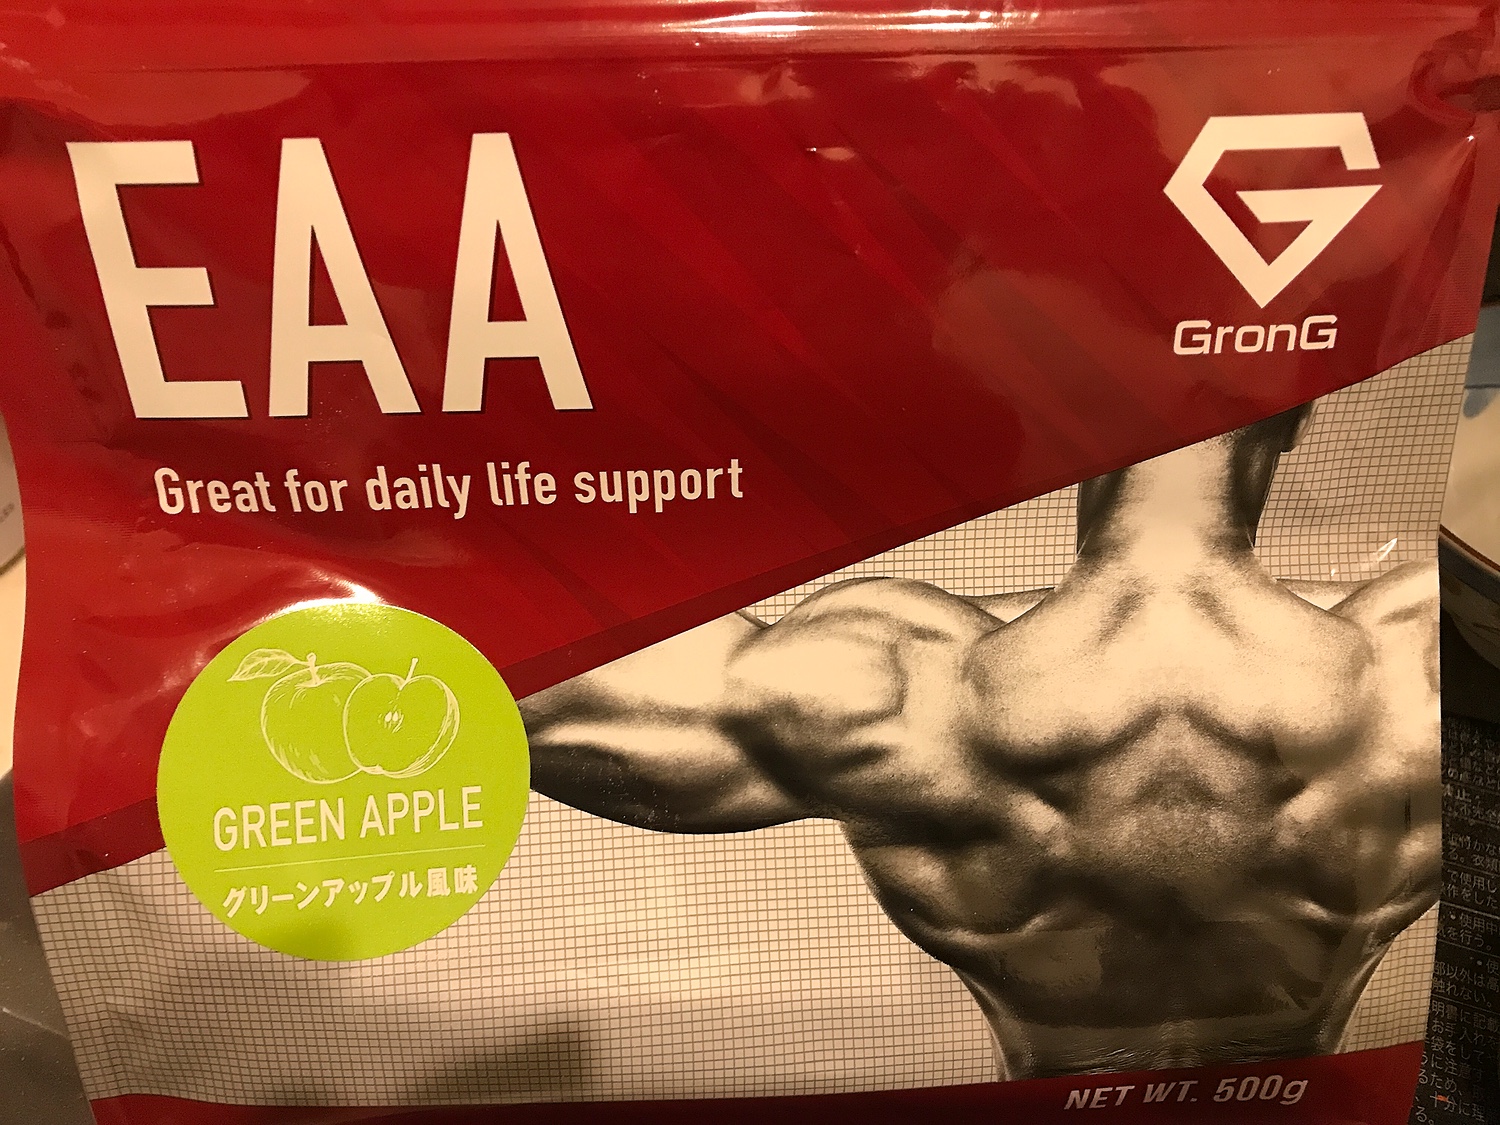 EAA
GronG
Great for daily life support
GREEN APPLE
グリーンアップル風味
NET WT. 500g